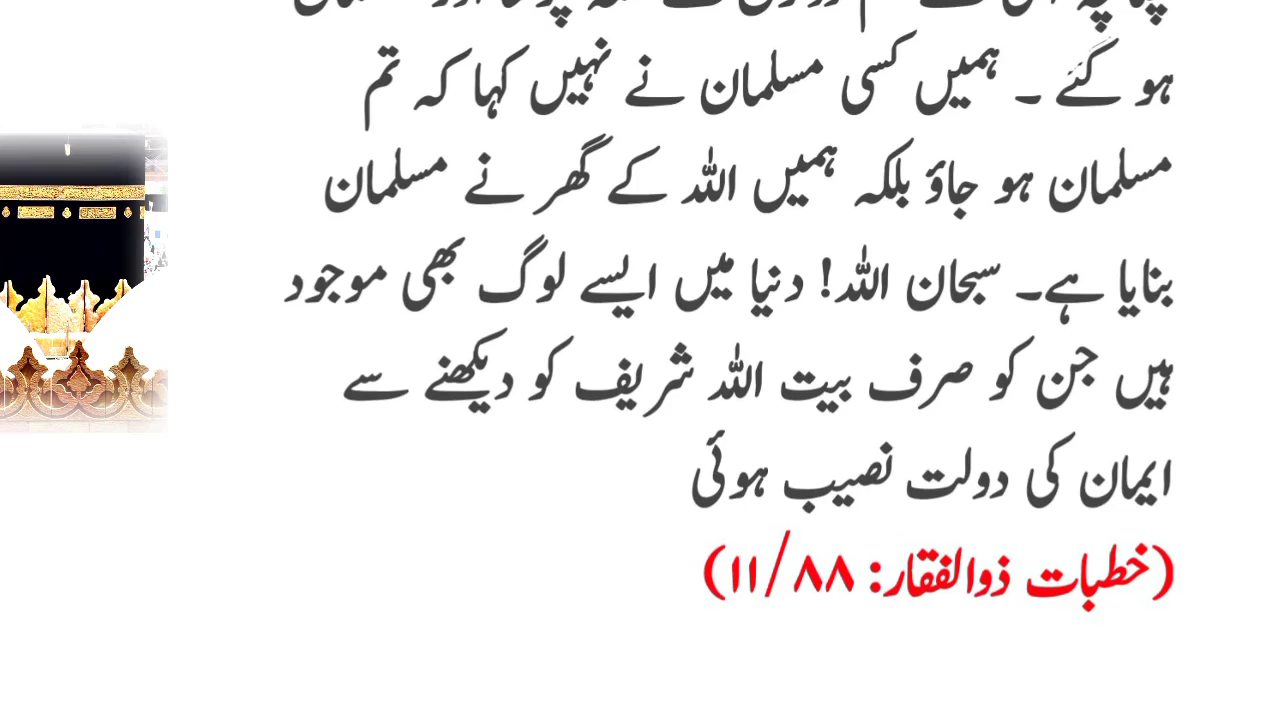 ہو گئے ۔ ہمیں کسی مسلمان نے نہیں کہا کہ تم
مسلمان ہو جاؤ بلکہ ہمیں اللہ کے گھر نے مسلمان
بنایا ہے۔ سبحان اللہ! دنیا میں ایسے لوگ بھی موجود
ہیں جن کو صرف بیت اللہ شریف کو دیکھنے سے
ایمان کی دولت نصیب ہوئی
(خطبات ذوالفقار: ۸۸/۱۱)